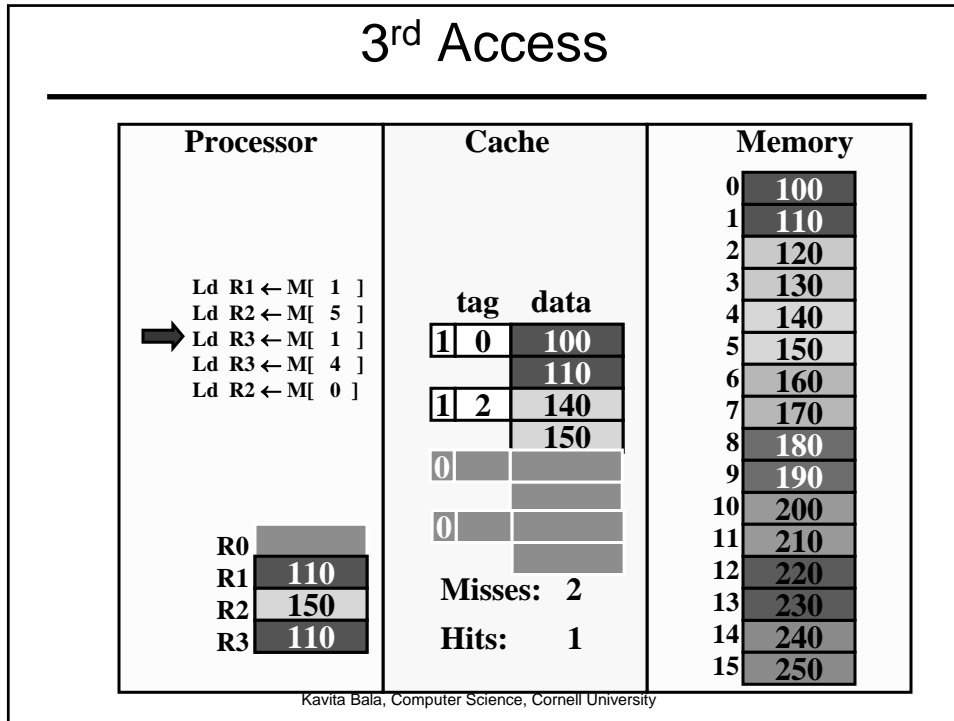 3rd Access
Processor
Ld R1 ← M[ 1 ]
Ld R2 ← M[ 5 ]
Ld R3 ← M[ 1 ]
Ld R3 ← M[ 4 ]
Ld R2 ← M[ 0 ]
R0
R1 110
R2 150
R3 110
Cache
tag data
1 0 100
110
1 2 140
150
0
0
Misses: 2
Hits: 1
Memory
0 100
1 110
2 120
3 130
4 140
5 150
6 160
7 170
8 180
9 190
10 200
11 210
12 220
13 230
14 240
15 250
Kavita Bala, Computer Science, Cornell University